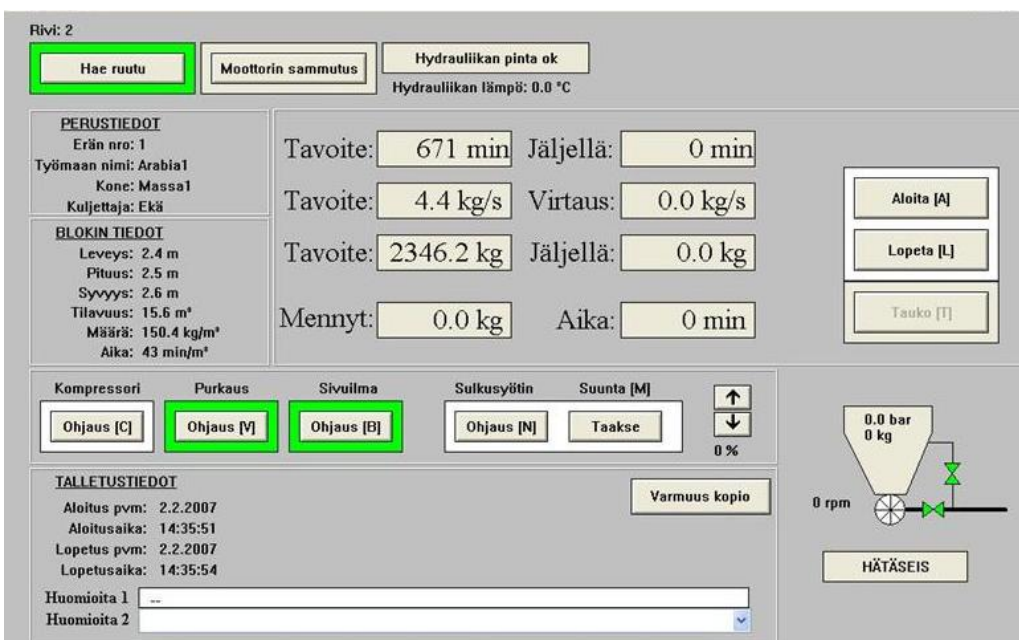 Rivi: 2
Hae ruutu
Moottorin sammutus
Hydrauliikan pinta ok
Hydrauliikan lämpö: 0.0 °C
PERUSTIEDOT
Erän nro: 1
Työmaan nimi: Arabia1
Kone: Massa1
Kuljettaja: Ekä
BLOKIN TIEDOT
Leveys: 2.4 m
Pituus: 2.5 m
Syvyys: 2.6 m
Tilavuus: 15.6 m³
Määrä: 150.4 kg/m³
Aika: 43 min/m³
Tavoite: 671 min Jäljellä: 0 min
Tavoite: 4.4 kg/s Virtaus: 0.0 kg/s
Tavoite: 2346.2 kg Jäljellä: 0.0 kg
Mennyt: 0.0 kg Aika: 0 min
Aloita [A]
Lopeta [L]
Tauko [T]
Kompressori Purkaus Sivuilma Sulkusyötin Suunta [M]
Ohjaus [C] Ohjaus [V] Ohjaus [B] Ohjaus [N] Taakse
0 %
0.0 bar
0 kg
0 rpm
HÄTÄSEIS
TALLETUSTIEDOT
Varmuus kopio
Aloitus pvm: 2.2.2007
Aloitusaika: 14:35:51
Lopetus pvm: 2.2.2007
Lopetusaika: 14:35:54
Huomioita 1 --
Huomioita 2